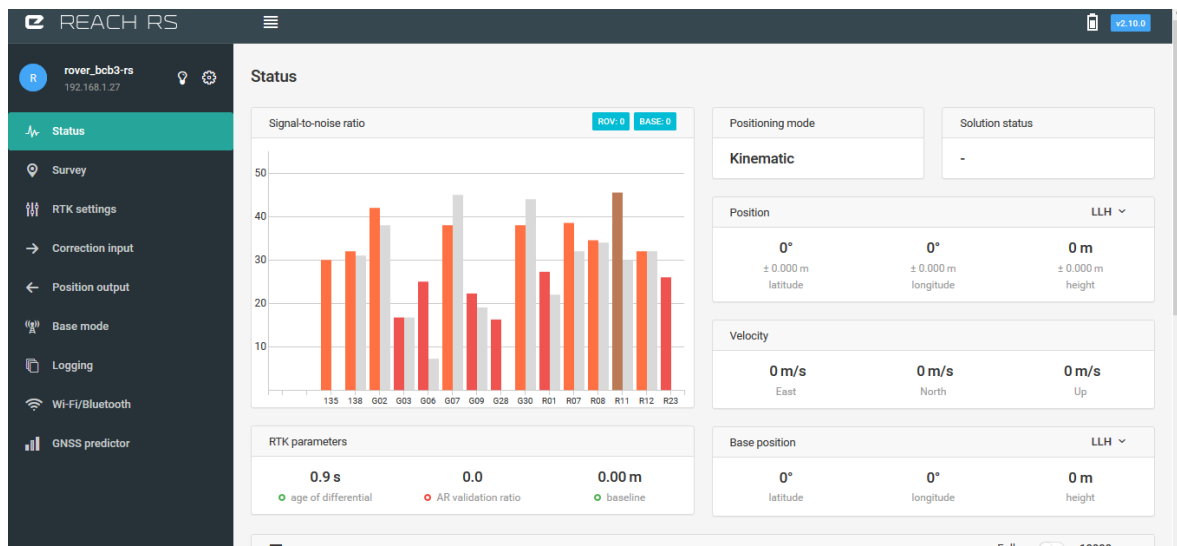 REACH RS
v2.10.0
R
rover_bcb3-rs
192.168.1.27
Status
Survey
RTK settings
Correction input
Position output
Base mode
Logging
Wi-Fi/Bluetooth
GNSS predictor
Status
Signal-to-noise ratio
ROV: 0 BASE: 0
50
40
30
20
10
135 138 G02 G03 G06 G07 G09 G28 G30 R01 R07 R08 R11 R12 R23
Positioning mode
Kinematic
Solution status
-
Position LLH
0° 0° 0 m
± 0.000 m ± 0.000 m ± 0.000 m
latitude longitude height
Velocity
0 m/s 0 m/s 0 m/s
East North Up
RTK parameters
0.9 s 0.0 0.00 m
age of differential AR validation ratio baseline
Base position LLH
0° 0° 0 m
latitude longitude height